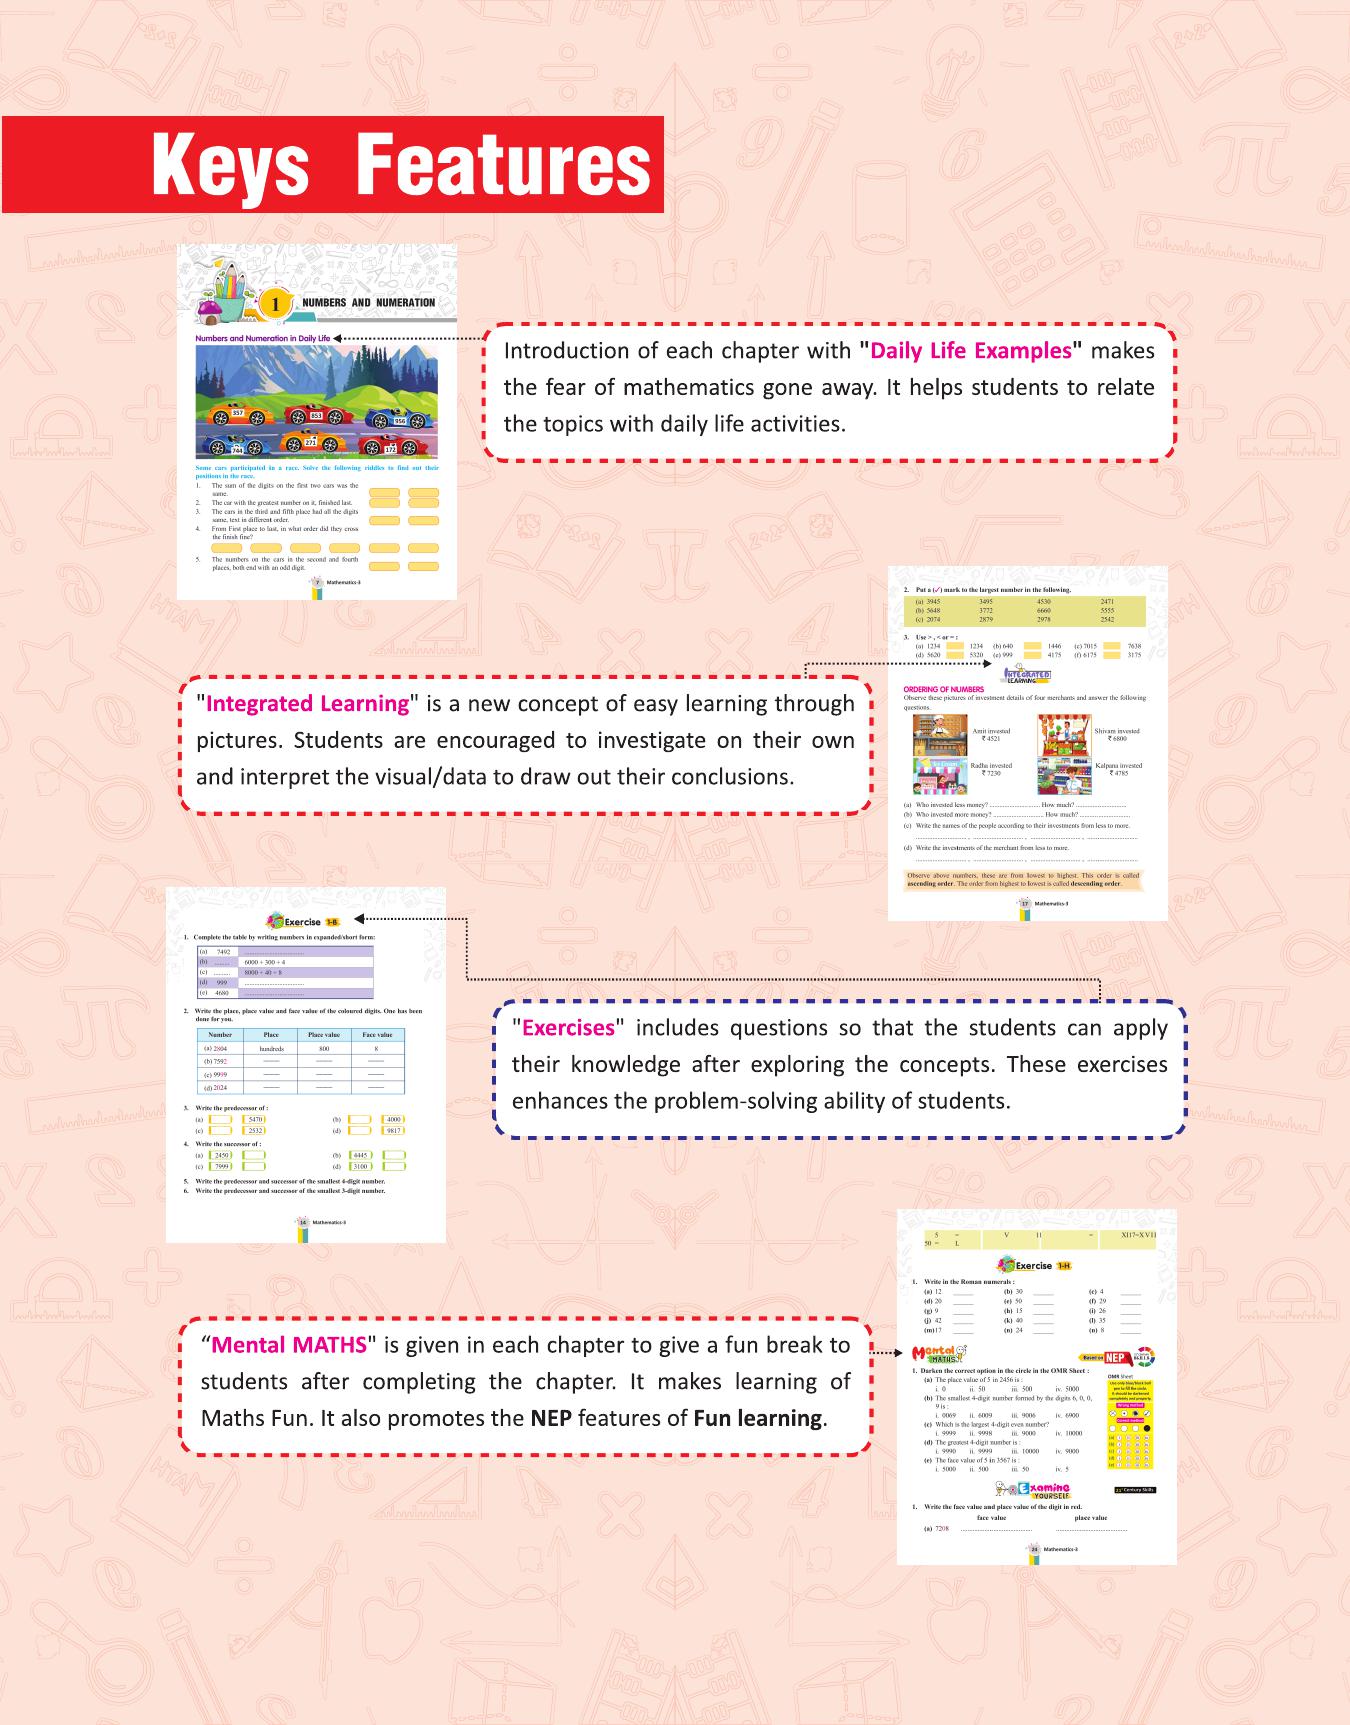 Keys Features
1 NUMBERS AND NUMERATION
Numbers and Numeration in Daily Life
357 853 956
744 271 172
Some cars participated in a race. Solve the following riddles to find out their
positions in the race.
1. The sum of the digits on the first two cars was the
same.
2. The car with the greatest number on it, finished last.
3. The cars in the third and fifth place had all the digits
same, text in different order.
4. From First place to last, in what order did they cross
the finish fine?
5. The numbers on the cars in the second and fourth
places, both end with an odd digit.
7 Mathematics-3
Introduction of each chapter with "Daily Life Examples" makes
the fear of mathematics gone away. It helps students to relate
the topics with daily life activities.
2. Put a (✓) mark to the largest number in the following.
(a) 3945 3495 4530 2471
(b) 5648 3772 6660 5555
(c) 2074 2879 2978 2542
3. Use > , < or = :
(a) 1234 1234 (b) 640 1446 (c) 7015 7638
(d) 5620 5320 (e) 999 4175 (f) 6175 3175
INTEGRATED
LEARNING
ORDERING OF NUMBERS
Observe these pictures of investment details of four merchants and answer the following
questions.
Amit invested
₹ 4521
Shivam invested
₹ 6800
Radha invested
₹ 7230
Kalpana invested
₹ 4785
(a) Who invested less money? .......................... How much? ..........................
(b) Who invested more money? .......................... How much? ..........................
(c) Write the names of the people according to their investments from less to more.
.........................., .........................., .........................., ..........................
(d) Write the investments of the merchant from less to more.
.........................., .........................., .........................., ..........................
Observe above numbers, these are from lowest to highest. This order is called
ascending order. The order from highest to lowest is called descending order.
17 Mathematics-3
"Integrated Learning" is a new concept of easy learning through
pictures. Students are encouraged to investigate on their own
and interpret the visual/data to draw out their conclusions.
Exercise 1-B
1. Complete the table by writing numbers in expanded/short form:
(a) 7492 ..............................
(b) ........ 6000 + 300 + 4
(c) ........ 8000 + 40 + 8
(d) 999 ..............................
(e) 4680 ..............................
2. Write the place, place value and face value of the coloured digits. One has been
done for you.
Number Place Place value Face value
(a) 2804 hundreds 800 8
(b) 7592
(c) 9999
(d) 2024
3. Write the predecessor of :
(a) 5470 (b) 4000
(c) 2532 (d) 9817
4. Write the successor of :
(a) 2450 (b) 4445
(c) 7999 (d) 3100
5. Write the predecessor and successor of the smallest 4-digit number.
6. Write the predecessor and successor of the smallest 3-digit number.
14 Mathematics-3
"Exercises" includes questions so that the students can apply
their knowledge after exploring the concepts. These exercises
enhances the problem-solving ability of students.
5 = V 11 = XI17=XVII
50 = L
Exercise 1-H
1. Write in the Roman numerals :
(a) 12 (b) 30 (c) 4
(d) 20 (e) 50 (f) 29
(g) 9 (h) 15 (i) 26
(j) 42 (k) 40 (l) 35
(m)17 (n) 24 (n) 8
Mental
MATHS
Based on NEP
1. Darken the correct option in the circle in the OMR Sheet :
(a) The place value of 5 in 2456 is :
i. 0 ii. 50 iii. 500 iv. 5000
(b) The smallest 4-digit number formed by the digits 6, 0, 0,
9 is :
i. 0069 ii. 6009 iii. 9006 iv. 6900
(c) Which is the largest 4-digit even number?
i. 9999 ii. 9998 iii. 9000 iv. 10000
(d) The greatest 4-digit number is :
i. 9990 ii. 9999 iii. 10000 iv. 9000
(e) The face value of 5 in 3567 is :
i. 5000 ii. 500 iii. 50 iv. 5
OMR Sheet
Use only blue/black ball
pen to fill the circle.
It should be darkened
completely and properly.
Wrong method
Correct method
Examine
YOURSELF
21st Century Skills
1. Write the face value and place value of the digit in red.
face value place value
(a) 7208 .................................... ....................................
24 Mathematics-3
“Mental MATHS" is given in each chapter to give a fun break to
students after completing the chapter. It makes learning of
Maths Fun. It also promotes the NEP features of Fun learning.